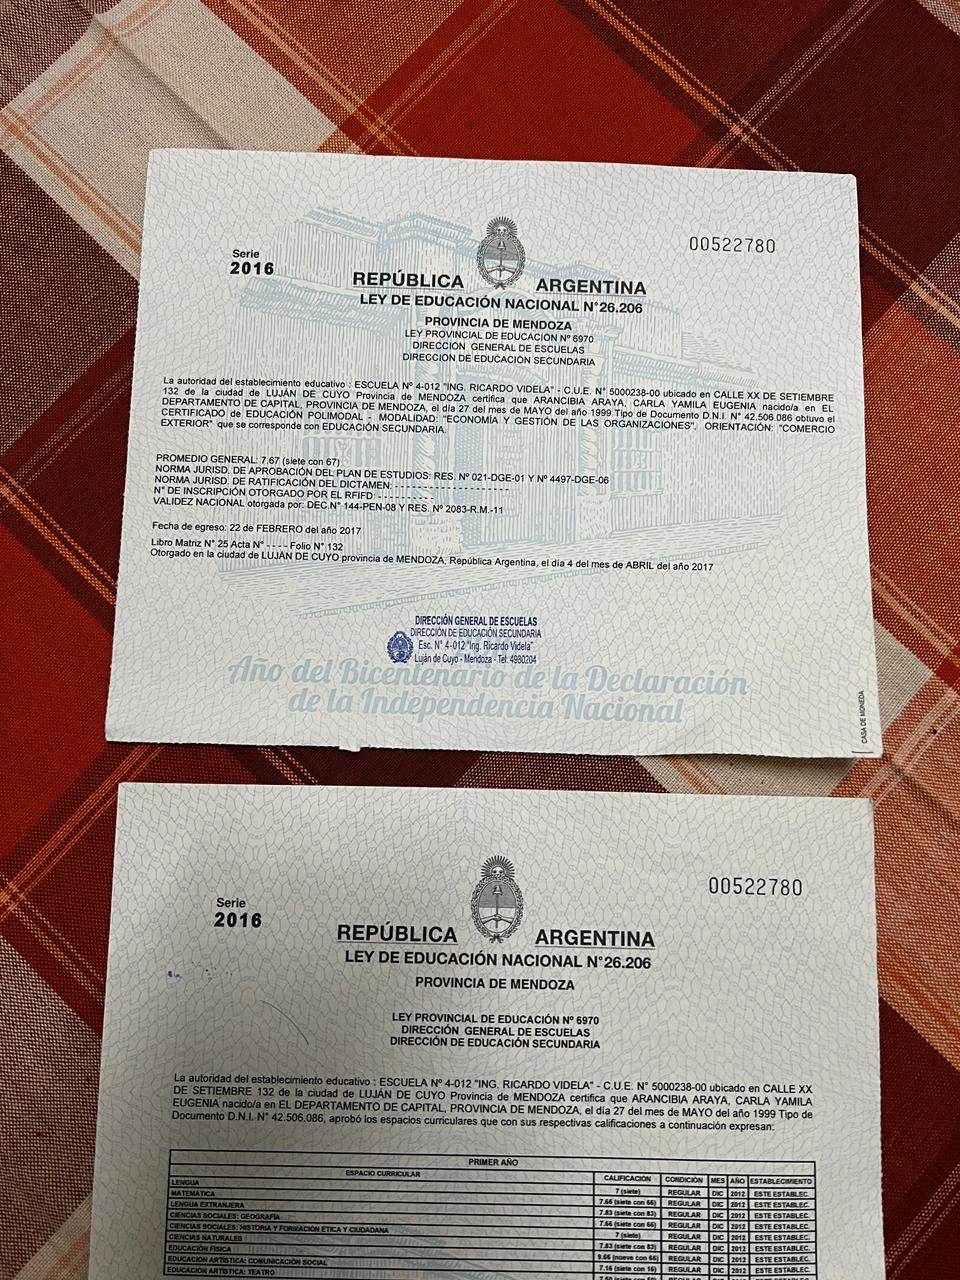 Serie
2016
00522780
REPÚBLICA ARGENTINA
LEY DE EDUCACIÓN NACIONAL N°26.206
PROVINCIA DE MENDOZA
LEY PROVINCIAL DE EDUCACIÓN Nº 6970
DIRECCIÓN GENERAL DE ESCUELAS
DIRECCIÓN DE EDUCACIÓN SECUNDARIA
La autoridad del establecimiento educativo : ESCUELA Nº 4-012 "ING. RICARDO VIDELA" - C.U.E. N° 5000238-00 ubicado en CALLE XX DE SETIEMBRE
132 de la ciudad de LUJÁN DE CUYO Provincia de MENDOZA certifica que ARANCIBIA ARAYA, CARLA YAMILA EUGENIA nacido/a en EL
DEPARTAMENTO DE CAPITAL, PROVINCIA DE MENDOZA, el día 27 del mes de MAYO del año 1999 Tipo de Documento D.N.I. N° 42.506.086 obtuvo el
CERTIFICADO DE EDUCACIÓN POLIMODAL - MODALIDAD: "ECONOMÍA Y GESTIÓN DE LAS ORGANIZACIONES". ORIENTACIÓN: "COMERCIO
EXTERIOR" que se corresponde con EDUCACIÓN SECUNDARIA.
PROMEDIO GENERAL: 7.67 (siete con 67)
NORMA JURISD. DE APROBACIÓN DEL PLAN DE ESTUDIOS: RES. Nº 021-DGE-01 Y Nº 4497-DGE-06
NORMA JURISD. DE RATIFICACIÓN DEL DICTAMEN: - - - - - - - - - - - - - - - - - - - -
N° DE INSCRIPCIÓN OTORGADO POR EL RFIFD: - - - - - - - - - -
VALIDEZ NACIONAL otorgada por: DEC.N° 144-PEN-08 Y RES. Nº 2083-R.M.-11
Fecha de egreso: 22 de FEBRERO del año 2017
Libro Matriz N° 25 Acta N° - - - - Folio N° 132
Otorgado en la ciudad de LUJÁN DE CUYO provincia de MENDOZA, República Argentina, el día 4 del mes de ABRIL del año 2017
DIRECCIÓN GENERAL DE ESCUELAS
DIRECCIÓN DE EDUCACIÓN SECUNDARIA
Esc. N° 4-012 "Ing. Ricardo Videla"
Luján de Cuyo - Mendoza - Tel. 4980204
Año del Bicentenario de la Declaración
de la Independencia Nacional
CASA DE MONEDA
Serie
2016
00522780
REPÚBLICA ARGENTINA
LEY DE EDUCACIÓN NACIONAL N°26.206
PROVINCIA DE MENDOZA
LEY PROVINCIAL DE EDUCACIÓN Nº 6970
DIRECCIÓN GENERAL DE ESCUELAS
DIRECCIÓN DE EDUCACIÓN SECUNDARIA
La autoridad del establecimiento educativo : ESCUELA Nº 4-012 "ING. RICARDO VIDELA" - C.U.E. N° 5000238-00 ubicado en CALLE XX
DE SETIEMBRE 132 de la ciudad de LUJÁN DE CUYO Provincia de MENDOZA certifica que ARANCIBIA ARAYA, CARLA YAMILA
EUGENIA nacido/a en EL DEPARTAMENTO DE CAPITAL, PROVINCIA DE MENDOZA, el día 27 del mes de MAYO del año 1999 Tipo de
Documento D.N.I. N° 42.506.086, aprobó los espacios curriculares que con sus respectivas calificaciones a continuación expresan:
PRIMER AÑO
ESPACIO CURRICULAR CALIFICACIÓN CONDICIÓN MES AÑO ESTABLECIMIENTO
LENGUA 7 (siete) REGULAR DIC 2012 ESTE ESTABLEC.
MATEMÁTICA 7.66 (siete con 66) REGULAR DIC 2012 ESTE ESTABLEC.
LENGUA EXTRANJERA 7.83 (siete con 83) REGULAR DIC 2012 ESTE ESTABLEC.
CIENCIAS SOCIALES: GEOGRAFÍA 7.66 (siete con 66) REGULAR DIC 2012 ESTE ESTABLEC.
CIENCIAS SOCIALES: HISTORIA Y FORMACIÓN ETICA Y CIUDADANA 7 (siete) REGULAR DIC 2012 ESTE ESTABLEC.
CIENCIAS NATURALES 7.83 (siete con 83) REGULAR DIC 2012 ESTE ESTABLEC.
EDUCACIÓN FÍSICA 9.66 (nueve con 66) REGULAR DIC 2012 ESTE ESTABLEC.
EDUCACIÓN ARTÍSTICA: COMUNICACIÓN SOCIAL 7.16 (siete con 16) REGULAR DIC 2012 ESTE ESTABLEC.
EDUCACIÓN ARTÍSTICA: TEATRO REGULAR DIC 2012 ESTE ESTABLEC.